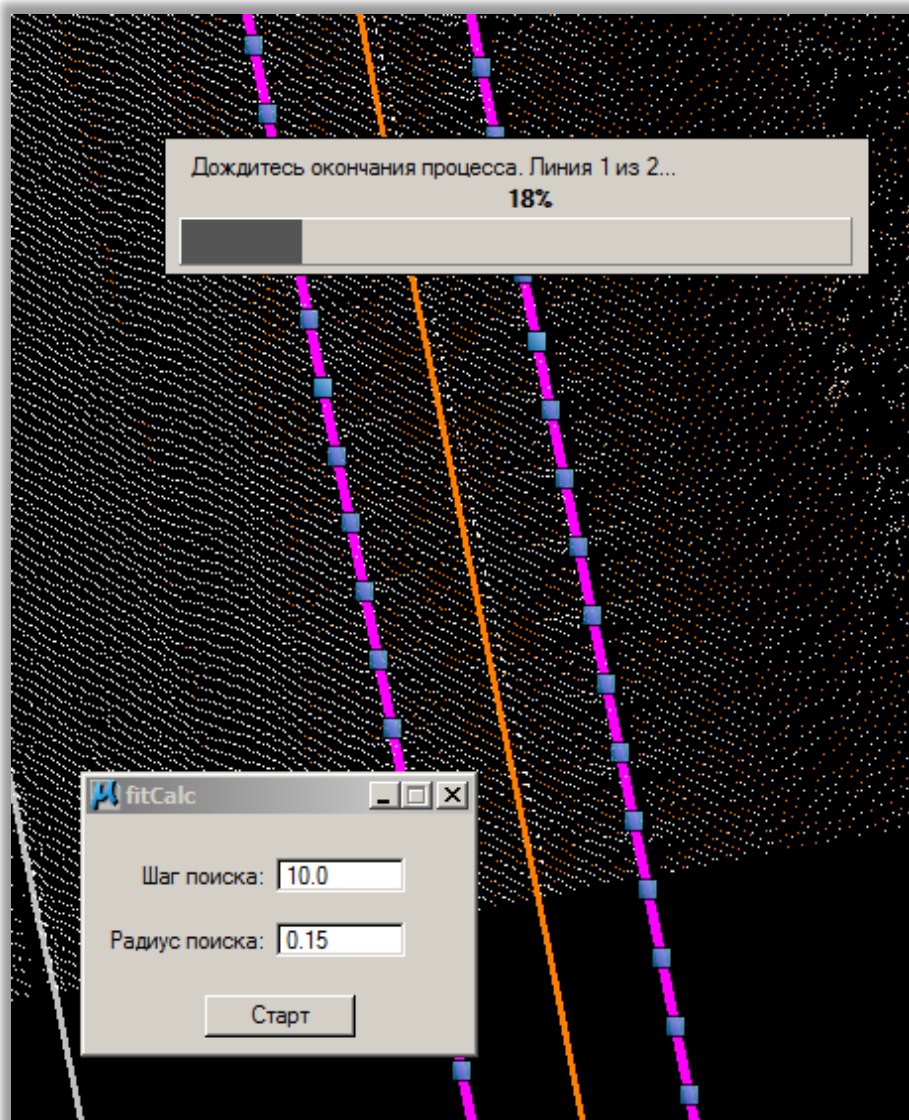 Дождитесь окончания процесса. Линия 1 из 2...
18%
fitCalc
Шаг поиска: 10.0
Радиус поиска: 0.15
Старт